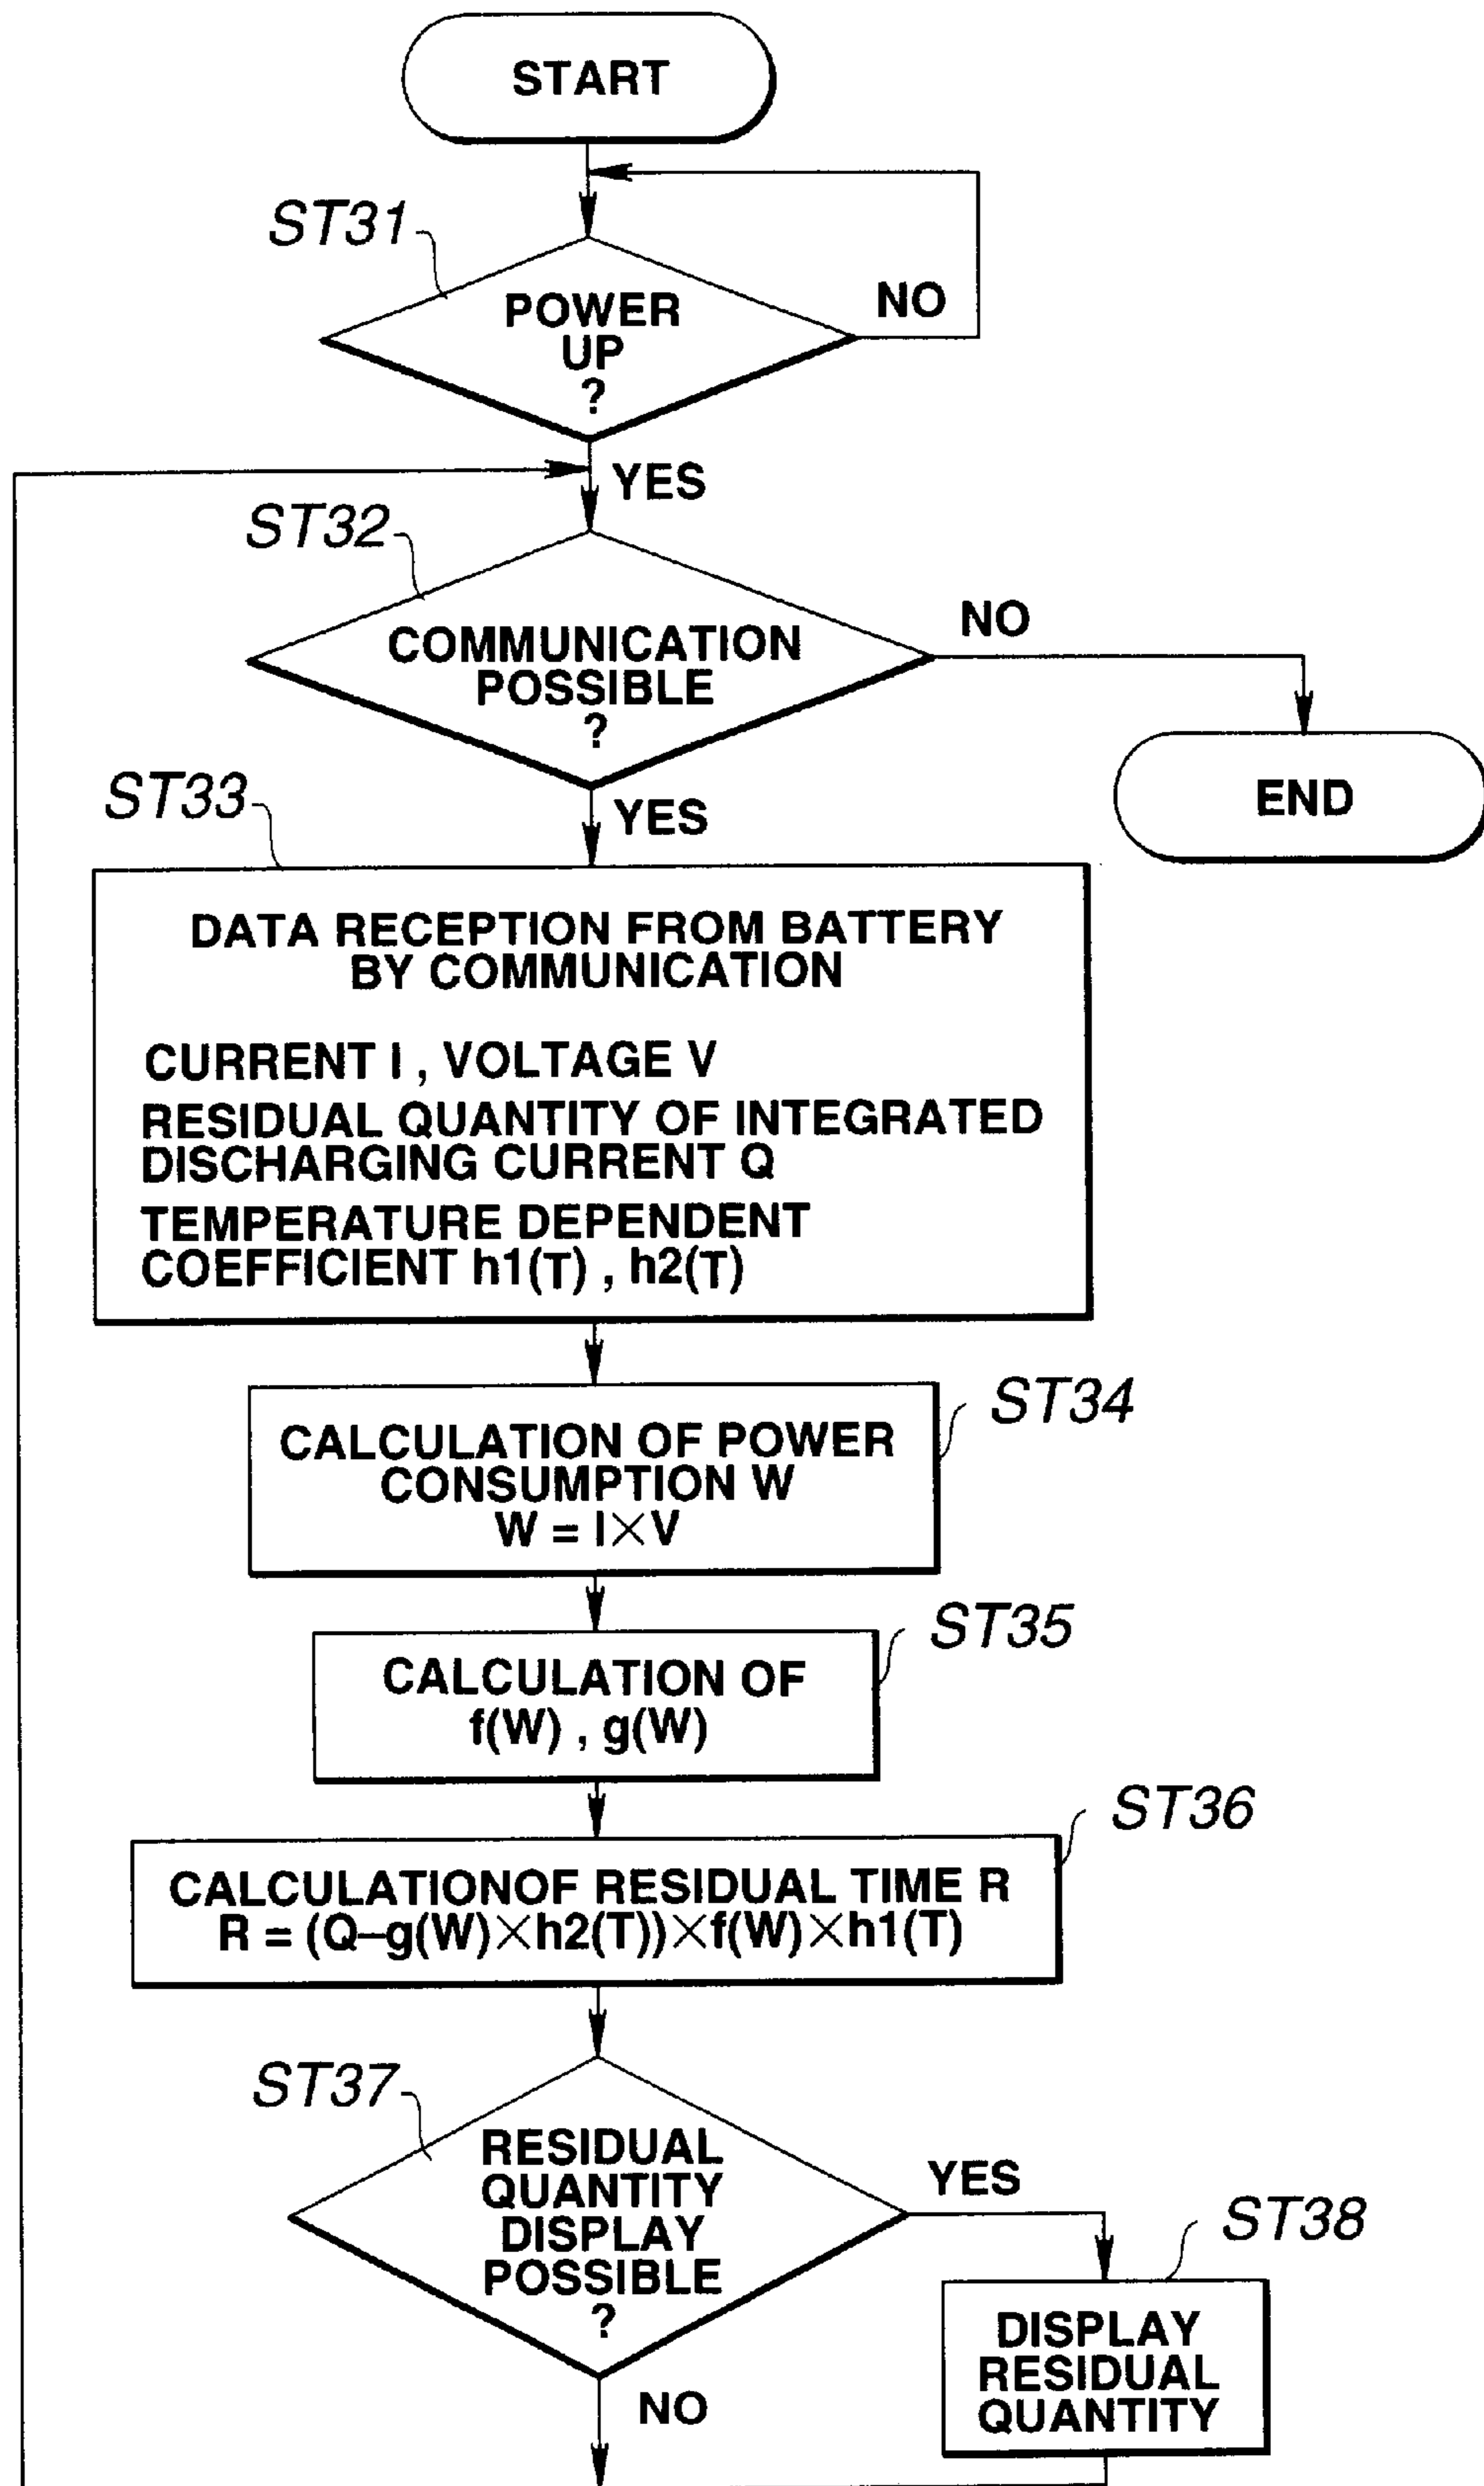 START
ST31
POWER
UP
?
NO
YES
ST32
COMMUNICATION
POSSIBLE
?
NO
END
YES
ST33
DATA RECEPTION FROM BATTERY
BY COMMUNICATION
CURRENT I , VOLTAGE V
RESIDUAL QUANTITY OF INTEGRATED
DISCHARGING CURRENT Q
TEMPERATURE DEPENDENT
COEFFICIENT h1(T) , h2(T)
ST34
CALCULATION OF POWER
CONSUMPTION W
W = I×V
ST35
CALCULATION OF
f(W) , g(W)
ST36
CALCULATIONOF RESIDUAL TIME R
R = (Q–g(W)×h2(T))×f(W)×h1(T)
ST37
RESIDUAL
QUANTITY
DISPLAY
POSSIBLE
?
YES
ST38
DISPLAY
RESIDUAL
QUANTITY
NO